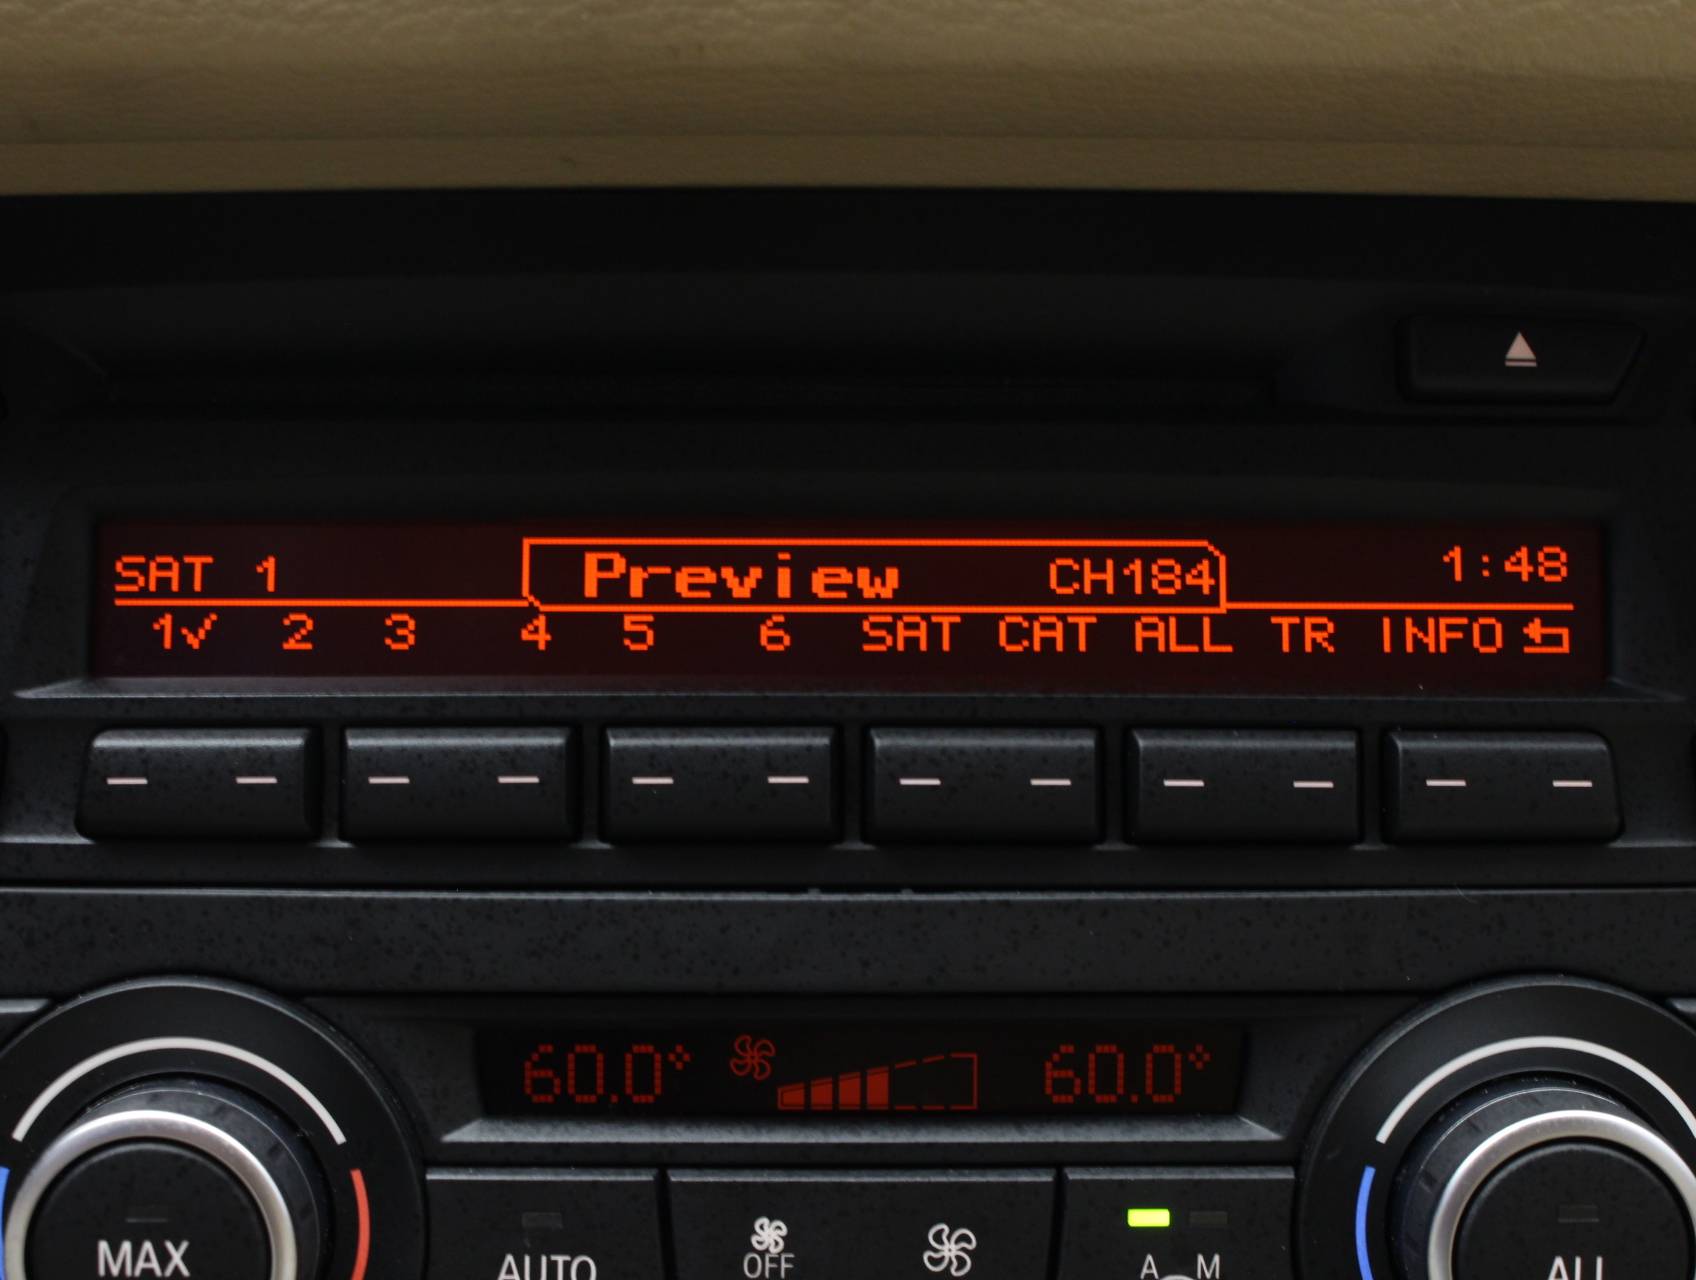 SAT 1 Preview CH184 1:48
1✓ 2 3 4 5 6 SAT CAT ALL TR INFO
60.0° 60.0°
MAX AUTO OFF A M ALL